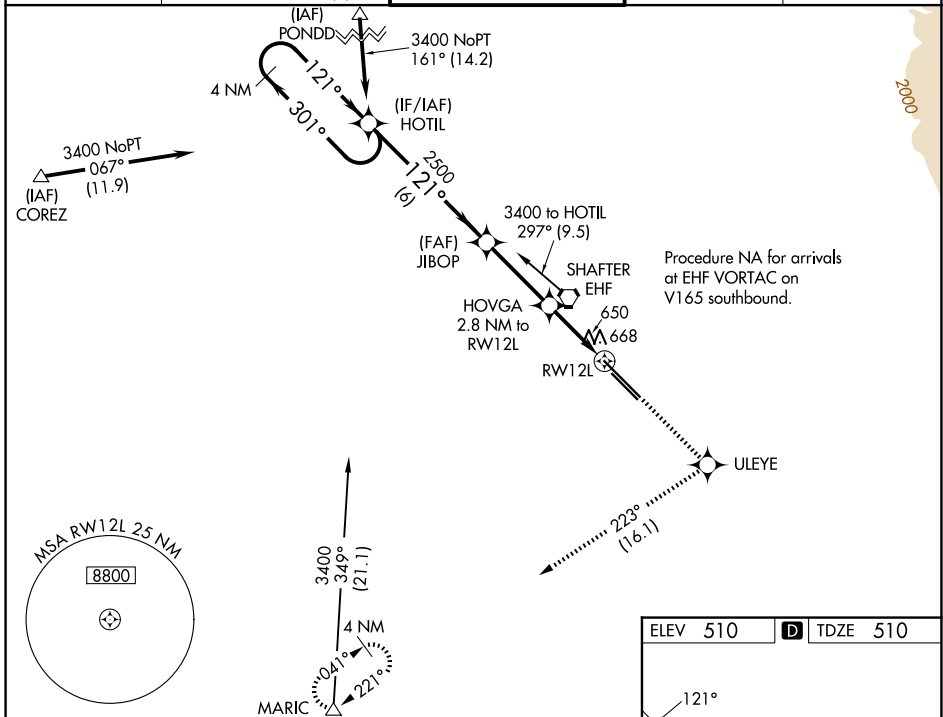 (IAF)
PONDD
3400 NoPT
161° (14.2)
4 NM
121°
301°
(IF/IAF)
HOTIL
2000
3400 NoPT
067°
(11.9)
(IAF)
COREZ
2500
121°
(6)
3400 to HOTIL
297° (9.5)
(FAF)
JIBOP
SHAFTER
EHF
Procedure NA for arrivals
at EHF VORTAC on
V165 southbound.
HOVGA
2.8 NM to
RW12L
650
668
RW12L
ULEYE
223°
(16.1)
MSA RW12L 25 NM
8800
3400
349°
(21.1)
4 NM
041°
221°
MARIC
ELEV 510 D TDZE 510
121°